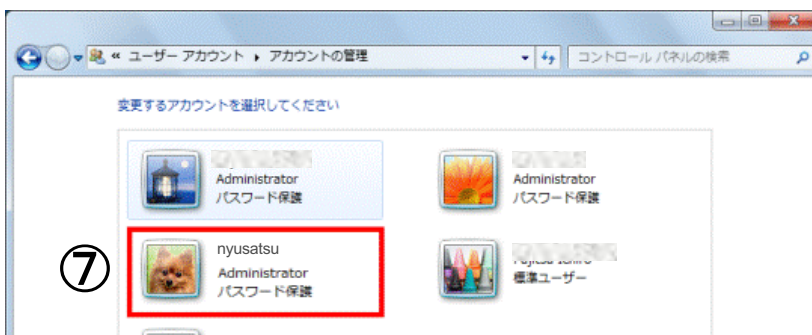 « ユーザー アカウント ▸ アカウントの管理
コントロール パネルの検索
変更するアカウントを選択してください
Administrator
パスワード保護
Administrator
パスワード保護
⑦
nyusatsu
Administrator
パスワード保護
標準ユーザー